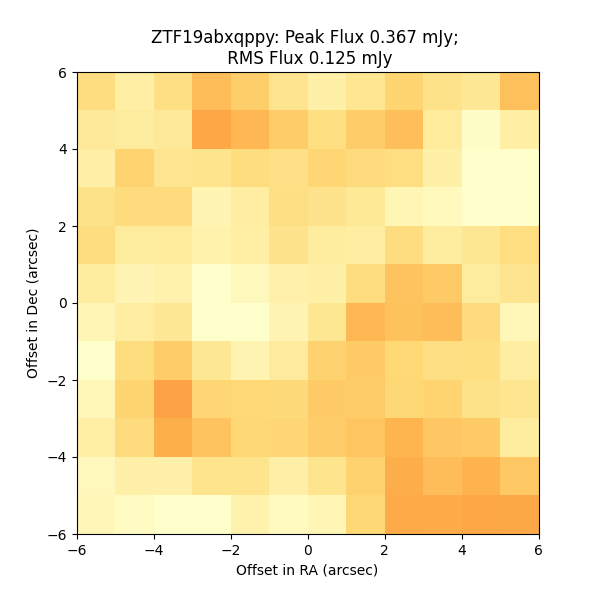 ZTF19abxqppy: Peak Flux 0.367 mJy;
RMS Flux 0.125 mJy
6
4
2
0
−2
−4
−6
Offset in Dec (arcsec)
−6 −4 −2 0 2 4 6
Offset in RA (arcsec)